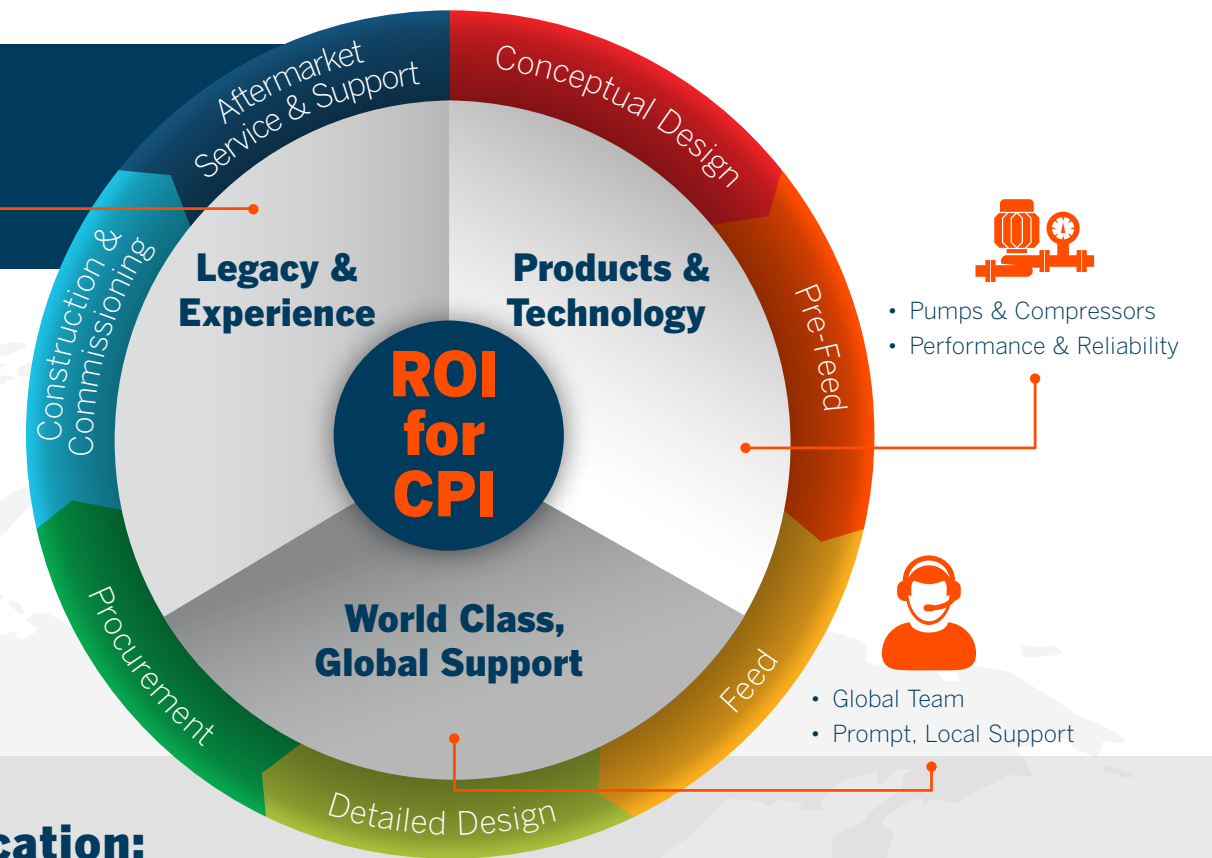 Aftermarket
Service & Support
Conceptual Design
Pre-Feed
Feed
Detailed Design
Procurement
Construction &
Commissioning
Legacy &
Experience
Products &
Technology
ROI
for
CPI
World Class,
Global Support
• Pumps & Compressors
• Performance & Reliability
• Global Team
• Prompt, Local Support